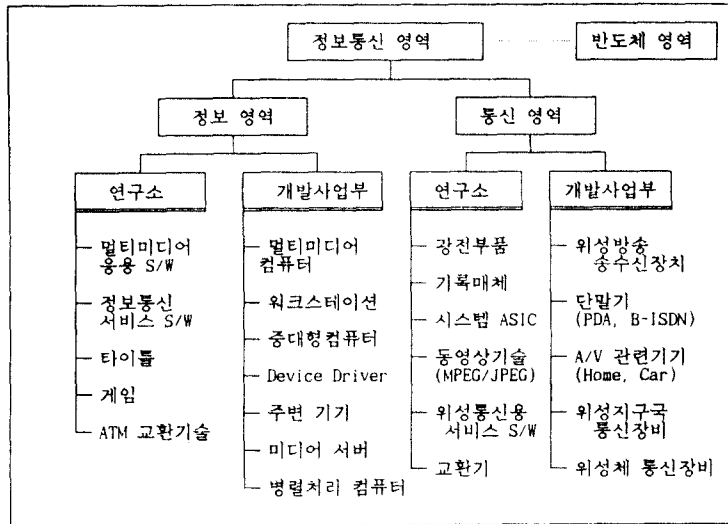 정보통신 영역
반도체 영역
정보 영역
통신 영역
연구소
멀티미디어
응용 S/W
정보통신
서비스 S/W
타이틀
게임
ATM 교환기술
개발사업부
멀티미디어
컴퓨터
워크스테이션
중대형컴퓨터
Device Driver
주변 기기
미디어 서버
병렬처리 컴퓨터
연구소
광전부품
기록매체
시스템 ASIC
동영상기술
(MPEG/JPEG)
위성통신용
서비스 S/W
교환기
개발사업부
위성방송
송수신장치
단말기
(PDA, B-ISDN)
A/V 관련기기
(Home, Car)
위성지구국
통신장비
위성체 통신장비